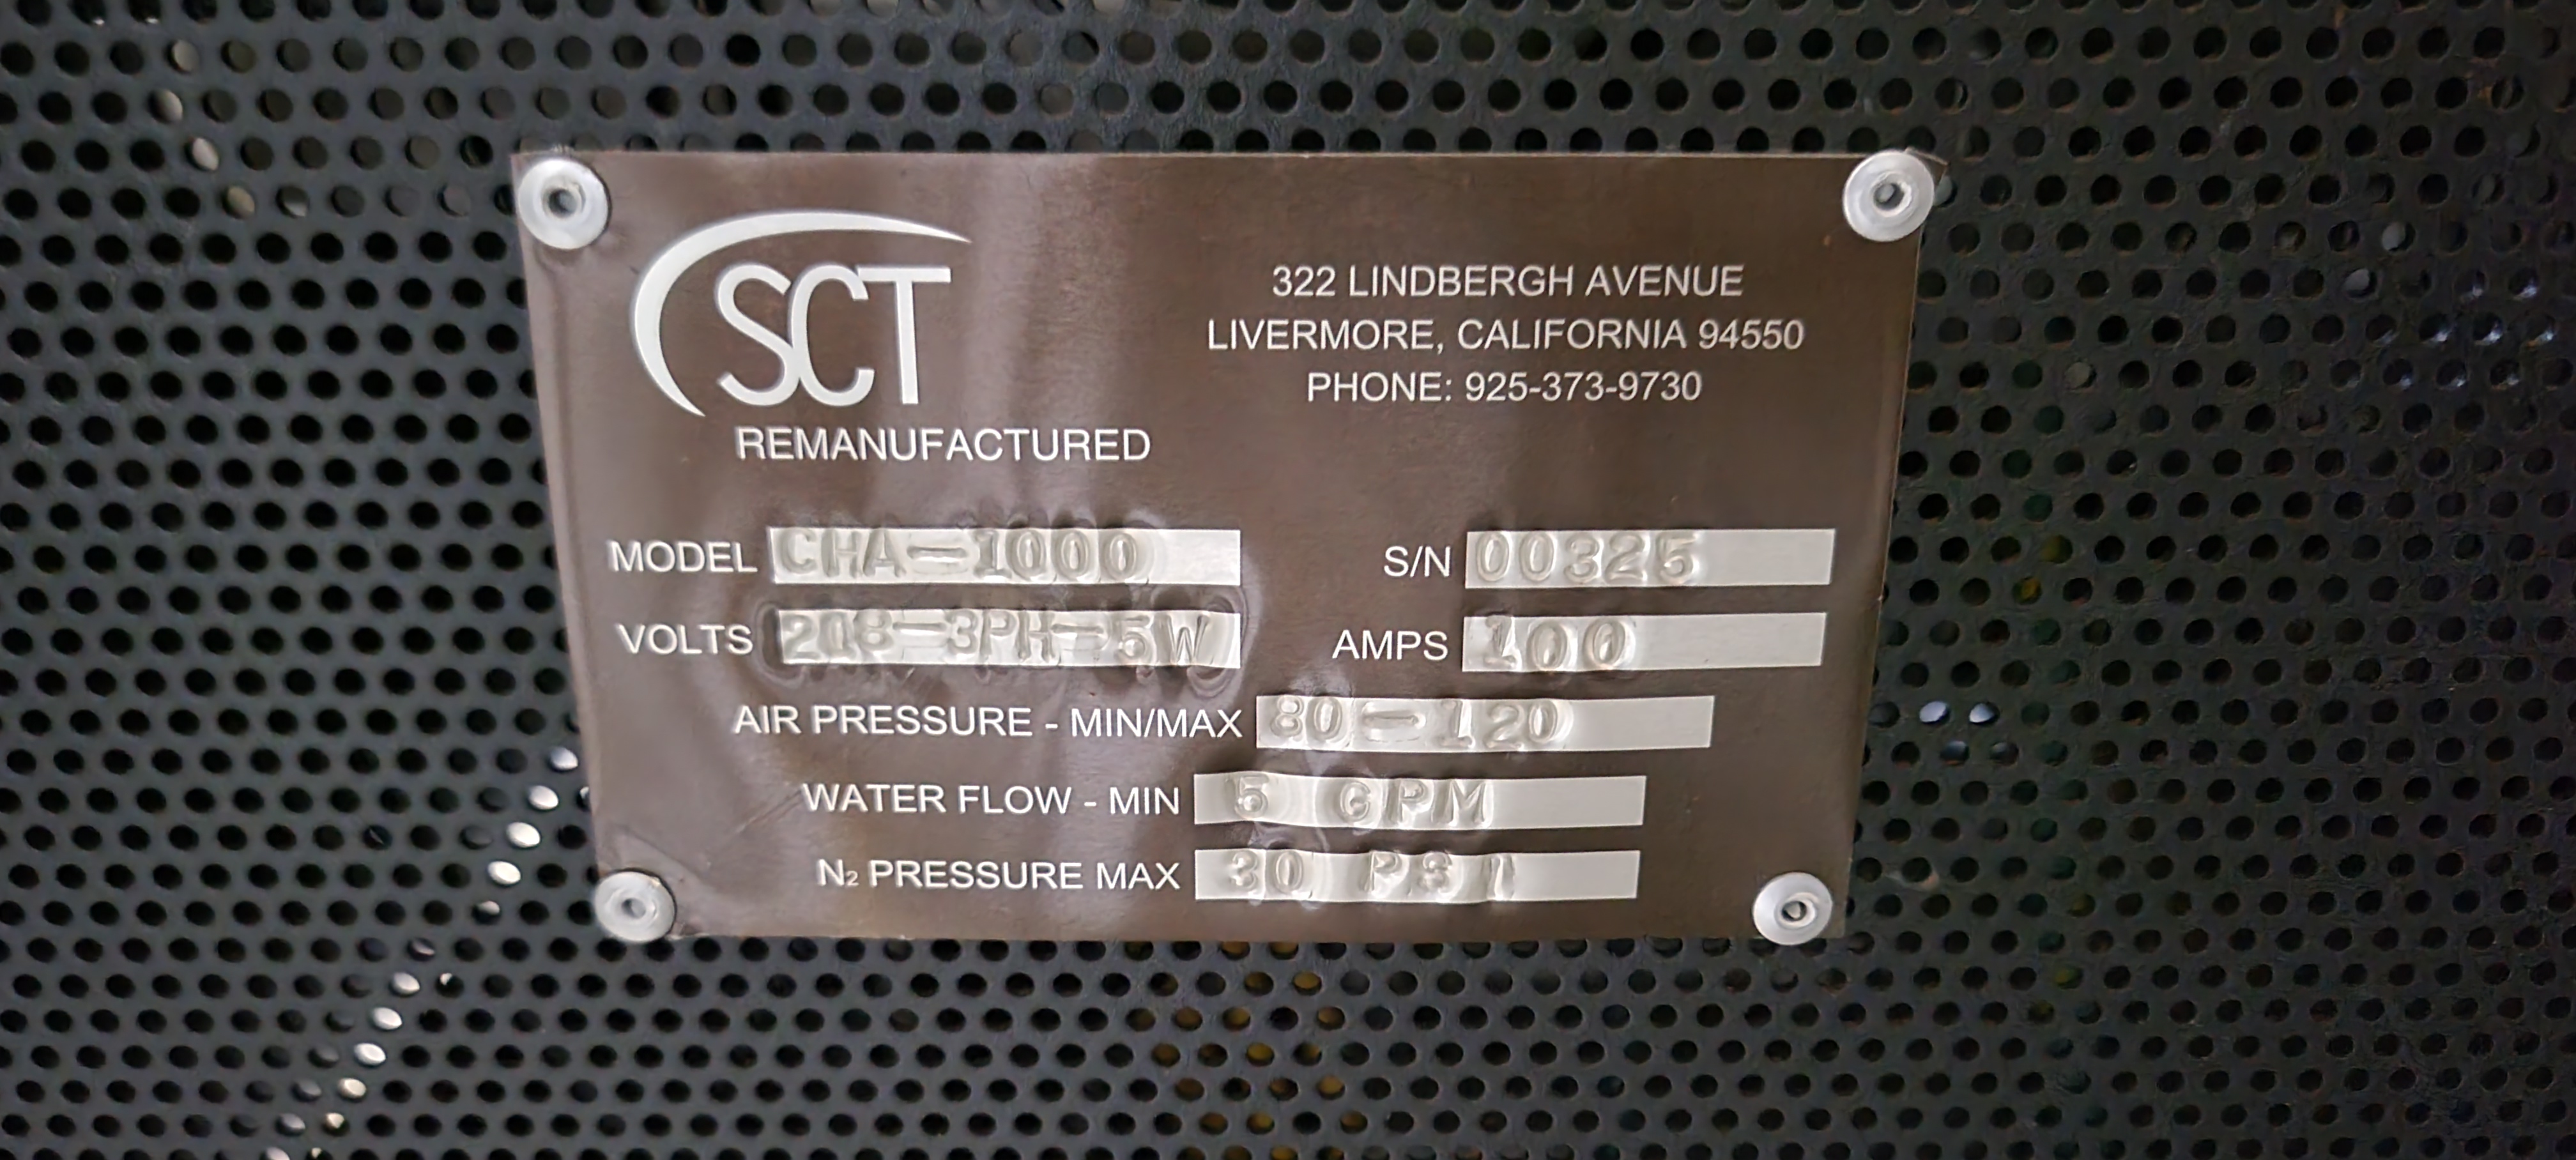 SCT
REMANUFACTURED
322 LINDBERGH AVENUE
LIVERMORE, CALIFORNIA 94550
PHONE: 925-373-9730
MODEL CHA-1000
S/N 00325
VOLTS 208-3PH-5W
AMPS 100
AIR PRESSURE - MIN/MAX 80-120
WATER FLOW - MIN 5 GPM
N₂ PRESSURE MAX 30 PSI